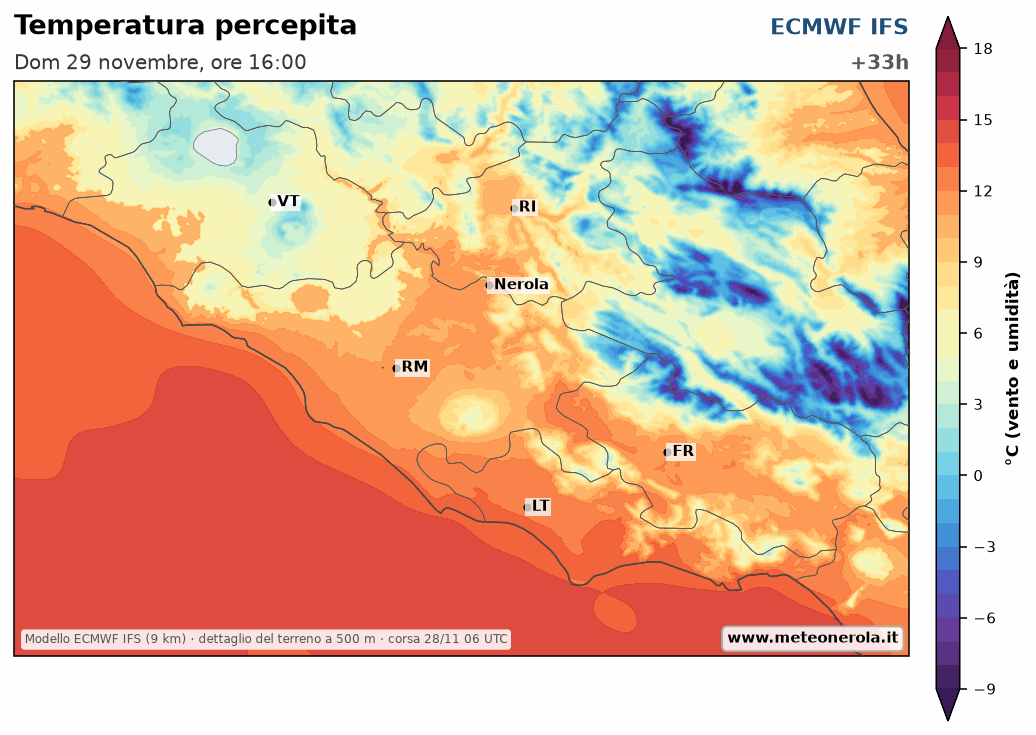 Temperatura percepita
ECMWF IFS
Dom 29 novembre, ore 16:00
+33h
VT
RI
Nerola
RM
FR
LT
Modello ECMWF IFS (9 km) · dettaglio del terreno a 500 m · corsa 28/11 06 UTC
www.meteonerola.it
18
15
12
9
6
3
0
−3
−6
−9
°C (vento e umidità)